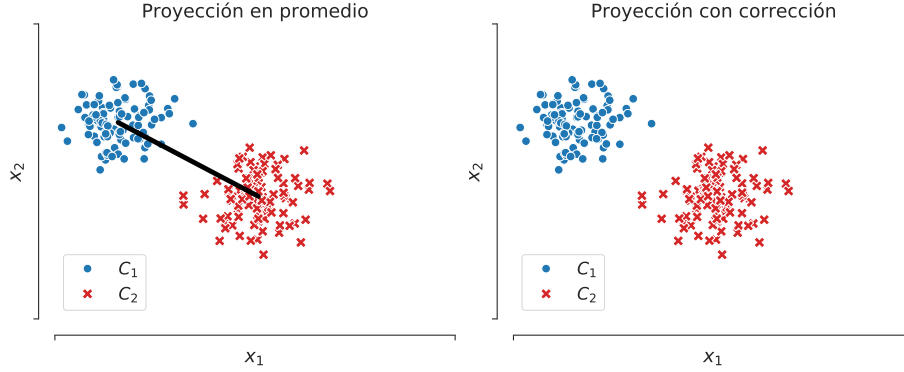 Proyección en promedio
x₂
C₁
C₂
x₁
Proyección con corrección
x₂
C₁
C₂
x₁